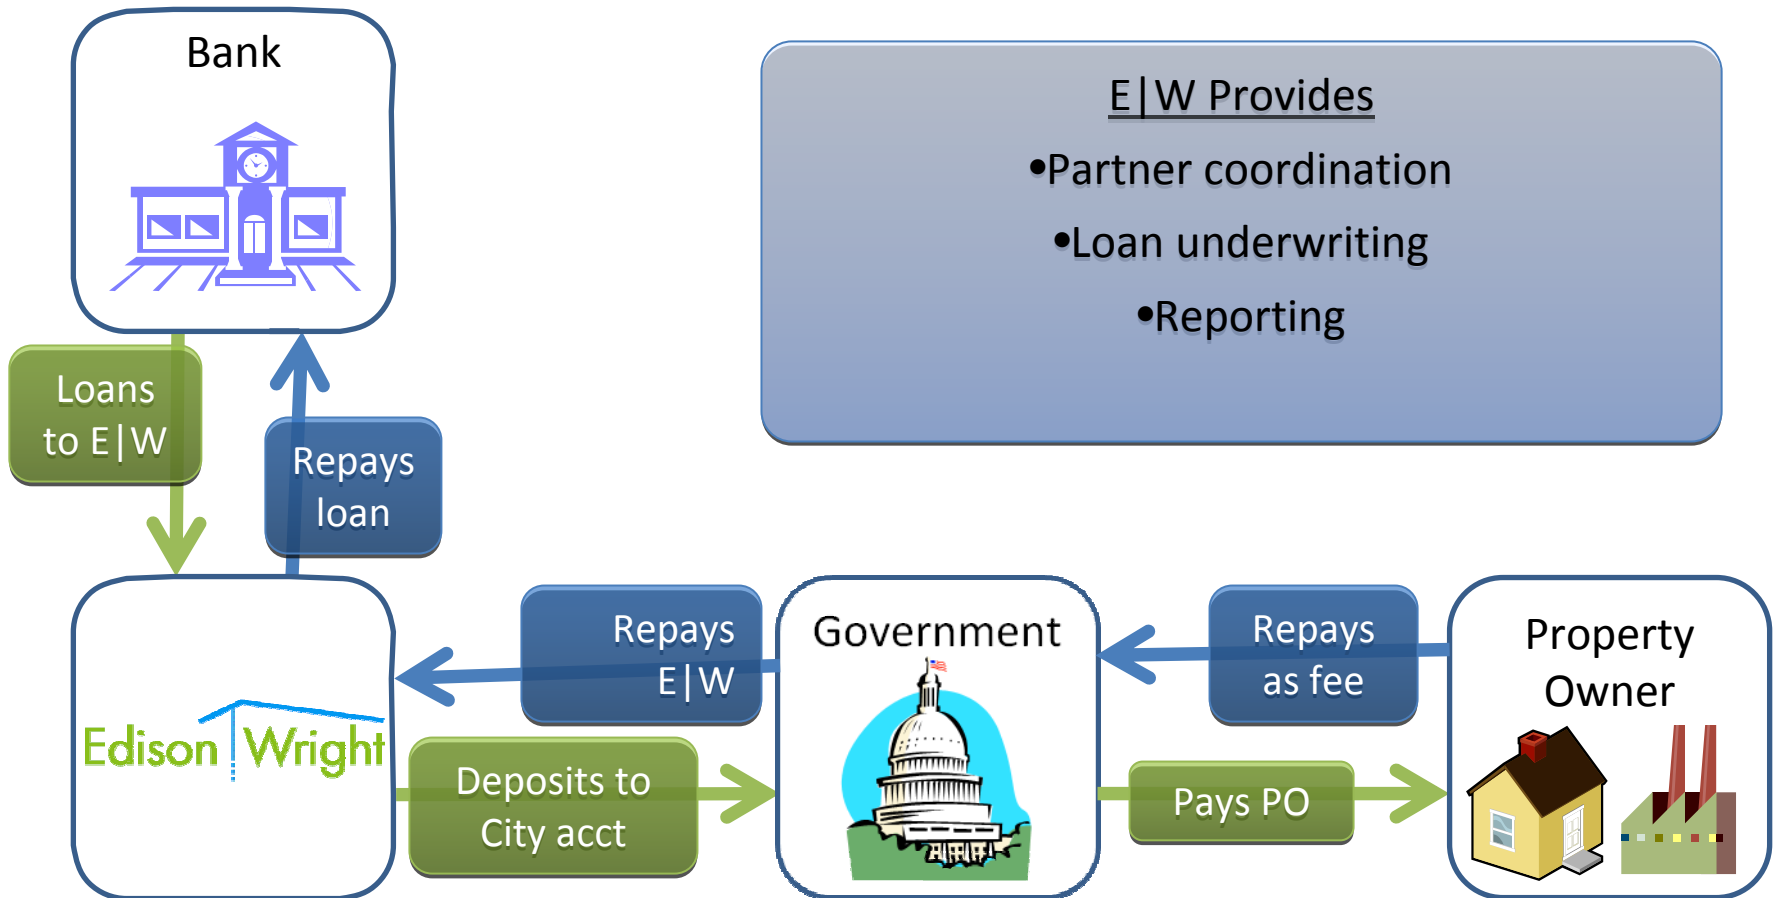 Bank
E|W Provides
•Partner coordination
•Loan underwriting
•Reporting
Loans
to E|W
Repays
loan
Repays
E|W
Government
Repays
as fee
Property
Owner
Edison Wright
Deposits to
City acct
Pays PO